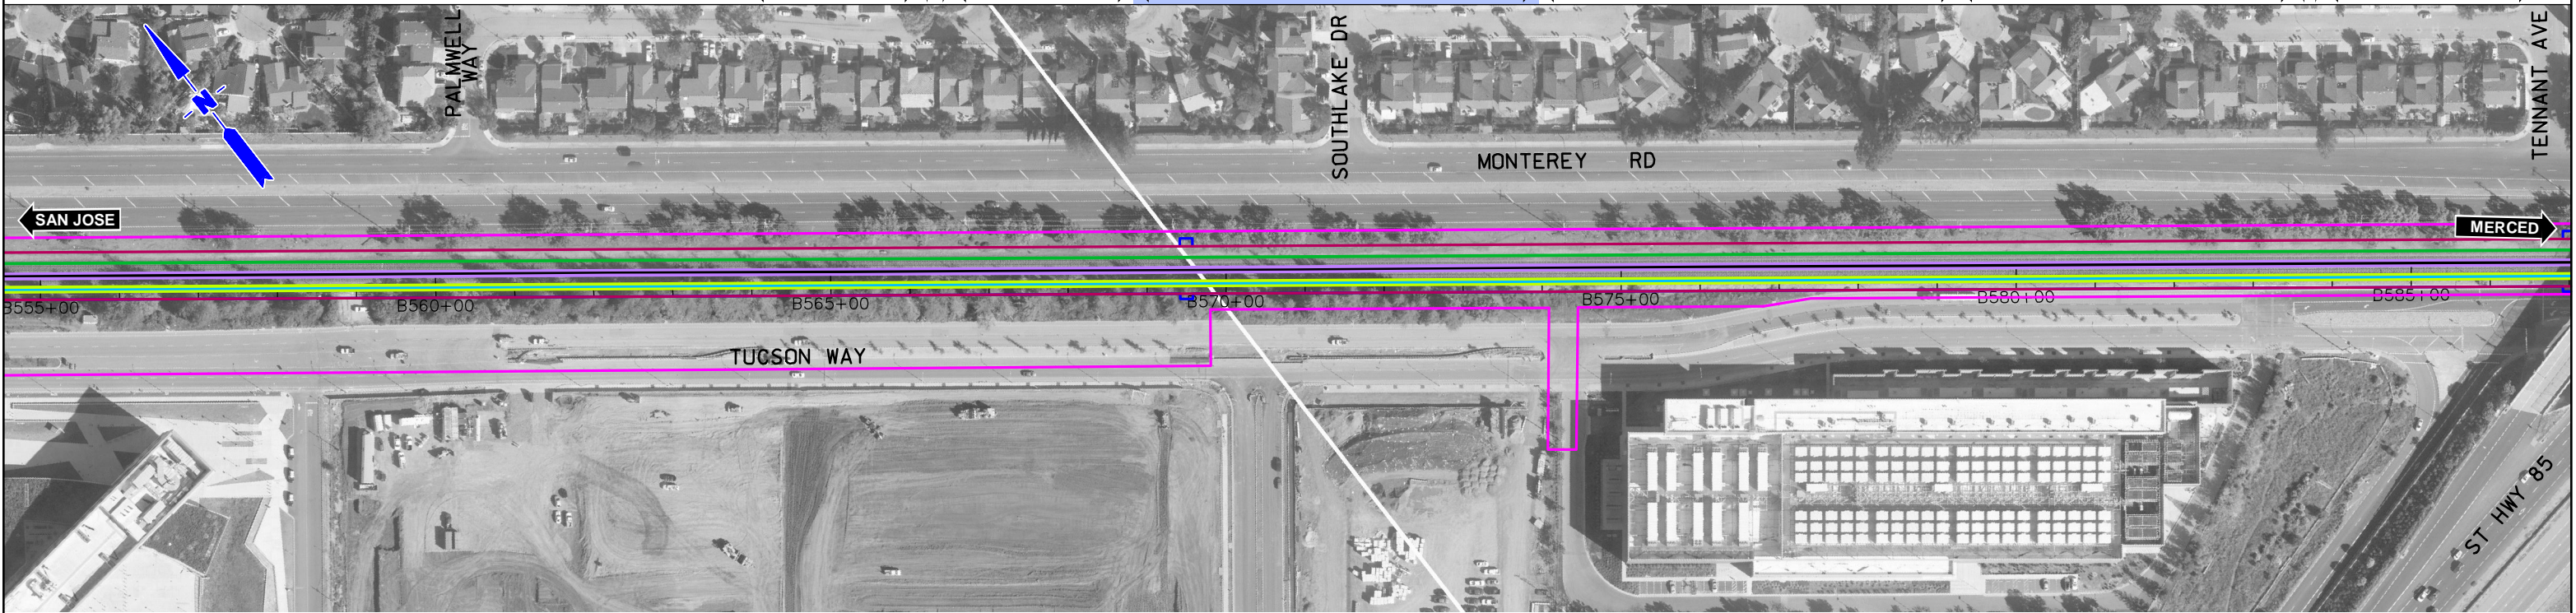 PALMWELL
WAY
SOUTHLAKE DR
TENNANT AVE
N
MONTEREY RD
SAN JOSE
MERCED
B555+00
B560+00
B565+00
B570+00
B575+00
B580+00
B585+00
TUCSON WAY
ST HWY 85